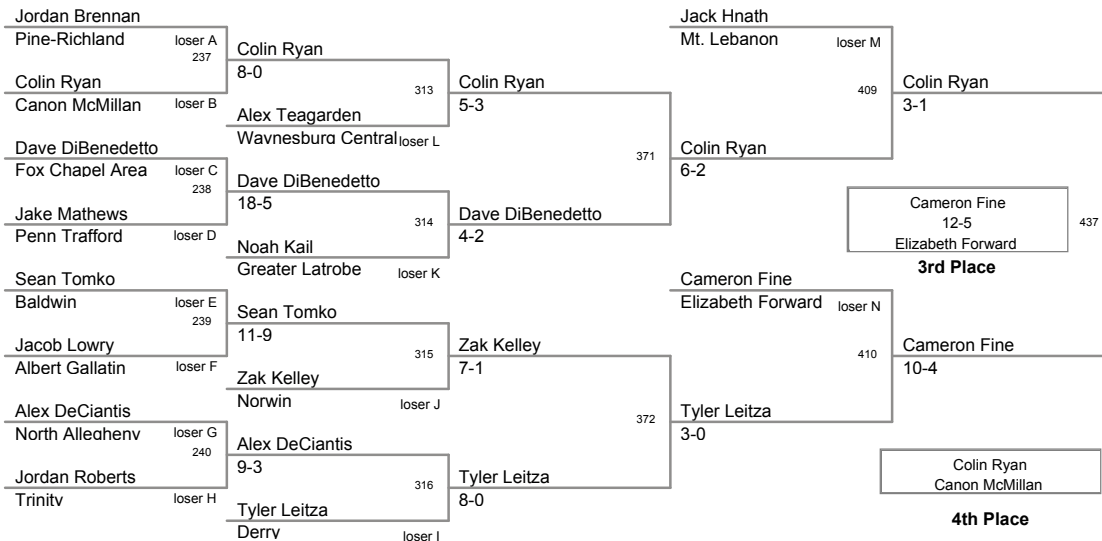 Jordan Brennan
Pine-Richland loser A
237
Colin Ryan
8-0
Colin Ryan
Canon McMillan loser B
313
Colin Ryan
5-3
Alex Teagarden
Waynesburg Central loser L
Dave DiBenedetto
Fox Chapel Area loser C
238
Dave DiBenedetto
18-5
Jake Mathews
Penn Trafford loser D
314
Dave DiBenedetto
4-2
Noah Kail
Greater Latrobe loser K
371
Colin Ryan
6-2
Jack Hnath
Mt. Lebanon loser M
409
Colin Ryan
3-1
Cameron Fine
12-5
Elizabeth Forward
437
3rd Place
Sean Tomko
Baldwin loser E
239
Sean Tomko
11-9
Jacob Lowry
Albert Gallatin loser F
315
Zak Kelley
7-1
Zak Kelley
Norwin loser J
Alex DeCiantis
North Allegheny loser G
240
Alex DeCiantis
9-3
Jordan Roberts
Trinity loser H
316
Tyler Leitza
8-0
Tyler Leitza
Derry loser I
372
Tyler Leitza
3-0
Cameron Fine
Elizabeth Forward loser N
410
Cameron Fine
10-4
Colin Ryan
Canon McMillan
4th Place